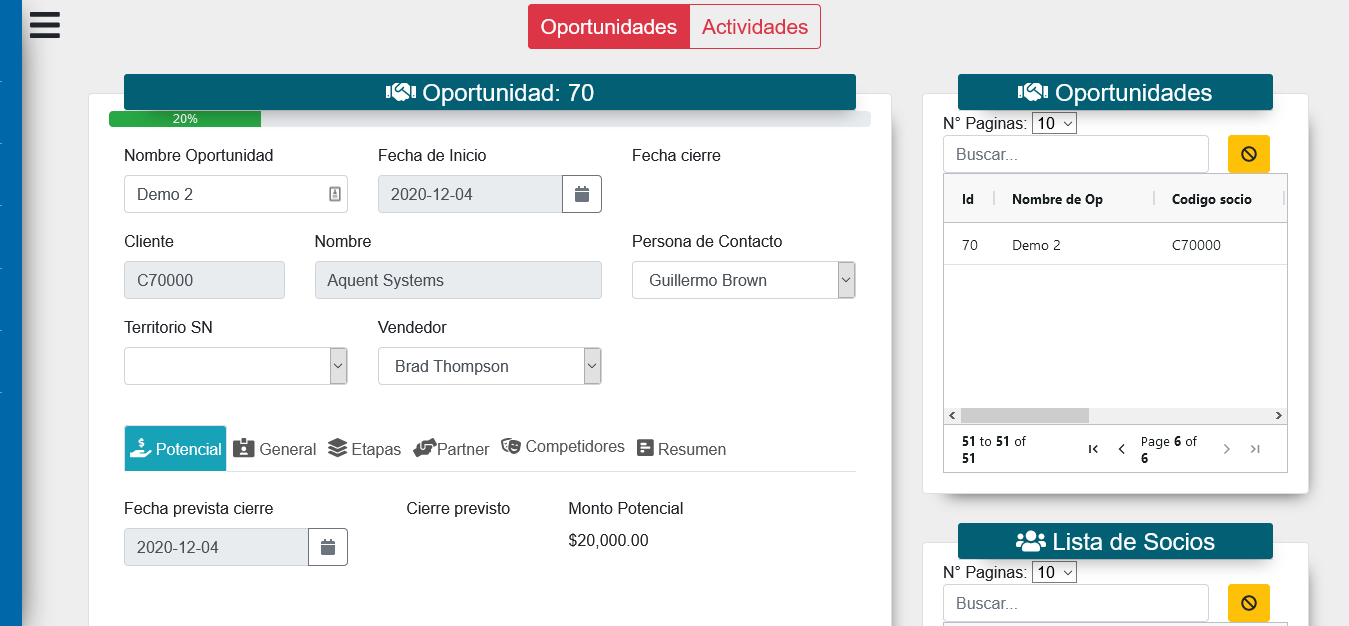 Oportunidades Actividades
Oportunidad: 70
20%
Nombre Oportunidad Fecha de Inicio Fecha cierre
Demo 2 2020-12-04
Cliente Nombre Persona de Contacto
C70000 Aquent Systems Guillermo Brown
Territorio SN Vendedor
Brad Thompson
Potencial General Etapas Partner Competidores Resumen
Fecha prevista cierre Cierre previsto Monto Potencial
2020-12-04 $20,000.00
Oportunidades
N° Paginas: 10
Buscar...
Id Nombre de Op Codigo socio
70 Demo 2 C70000
51 to 51 of
51
Page 6 of
6
Lista de Socios
N° Paginas: 10
Buscar...